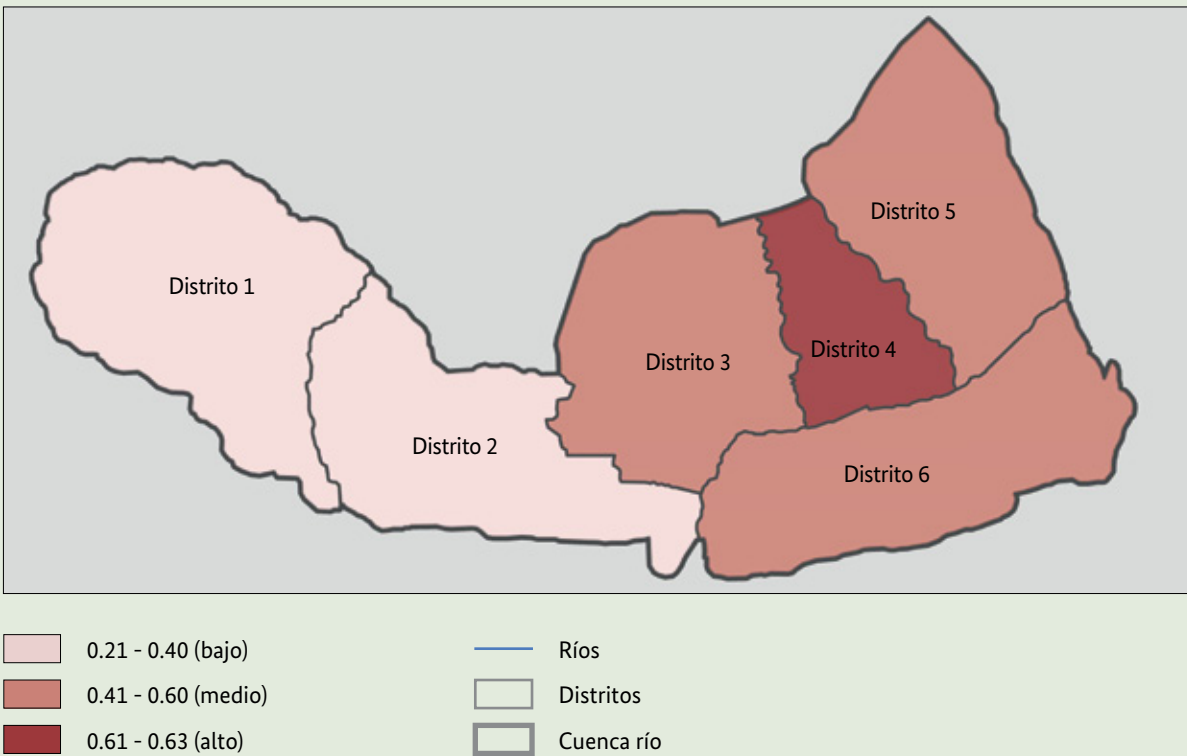 Distrito 5
Distrito 1
Distrito 4
Distrito 3
Distrito 2
Distrito 6
0.21 - 0.40 (bajo)
0.41 - 0.60 (medio)
0.61 - 0.63 (alto)
Ríos
Distritos
Cuenca río